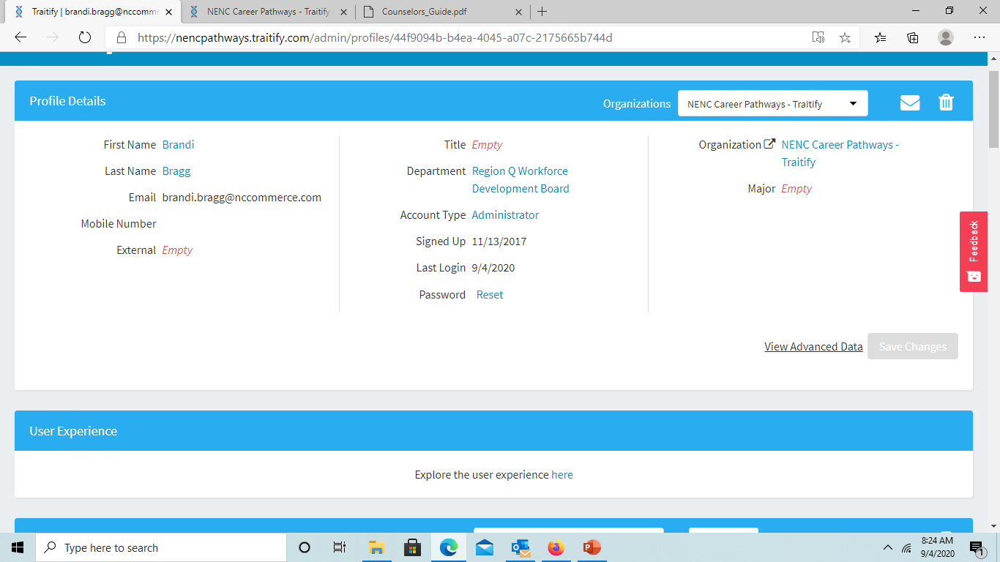 Traitify | brandi.bragg@nccomme
NENC Career Pathways - Traitify
Counselors_Guide.pdf
https://nencpathways.traitify.com/admin/profiles/44f9094b-b4ea-4045-a07c-2175665b744d
Profile Details
Organizations
NENC Career Pathways - Traitify
First Name Brandi
Last Name Bragg
Email brandi.bragg@nccommerce.com
Mobile Number
External Empty
Title Empty
Department Region Q Workforce
Development Board
Account Type Administrator
Signed Up 11/13/2017
Last Login 9/4/2020
Password Reset
Organization NENC Career Pathways -
Traitify
Major Empty
Feedback
View Advanced Data
Save Changes
User Experience
Explore the user experience here
Type here to search
8:24 AM
9/4/2020
1